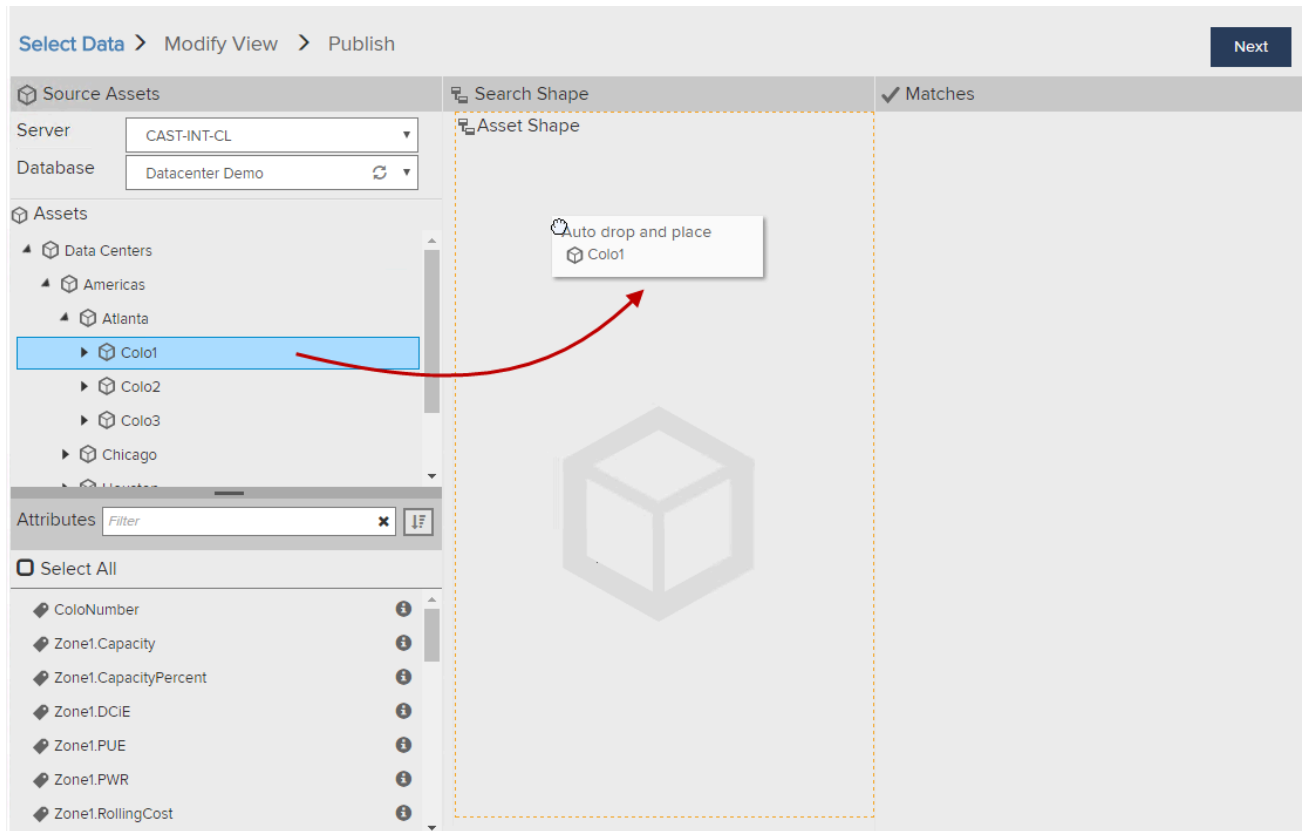 Select Data > Modify View > Publish
Next
Source Assets
Search Shape
Matches
Server
CAST-INT-CL
Database
Datacenter Demo
Asset Shape
Assets
Data Centers
Americas
Atlanta
Colo1
Colo2
Colo3
Chicago
Auto drop and place
Colo1
Attributes
Filter
Select All
ColoNumber
Zone1.Capacity
Zone1.CapacityPercent
Zone1.DCiE
Zone1.PUE
Zone1.PWR
Zone1.RollingCost